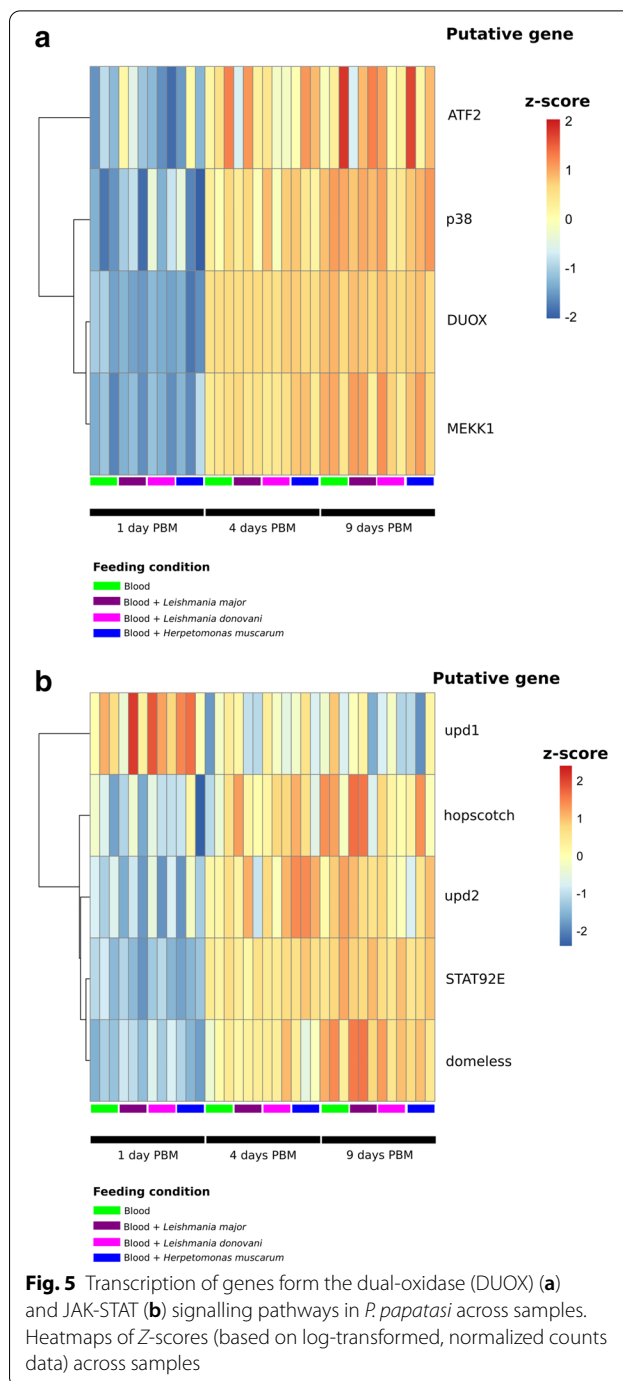 a
Putative gene
ATF2
p38
DUOX
MEKK1
z-score
2
1
0
-1
-2
1 day PBM 4 days PBM 9 days PBM
Feeding condition
Blood
Blood + Leishmania major
Blood + Leishmania donovani
Blood + Herpetomonas muscarum
b
Putative gene
upd1
hopscotch
upd2
STAT92E
domeless
z-score
2
1
0
-1
-2
1 day PBM 4 days PBM 9 days PBM
Feeding condition
Blood
Blood + Leishmania major
Blood + Leishmania donovani
Blood + Herpetomonas muscarum
Fig. 5 Transcription of genes form the dual-oxidase (DUOX) (a)
and JAK-STAT (b) signalling pathways in P. papatasi across samples.
Heatmaps of Z-scores (based on log-transformed, normalized counts
data) across samples